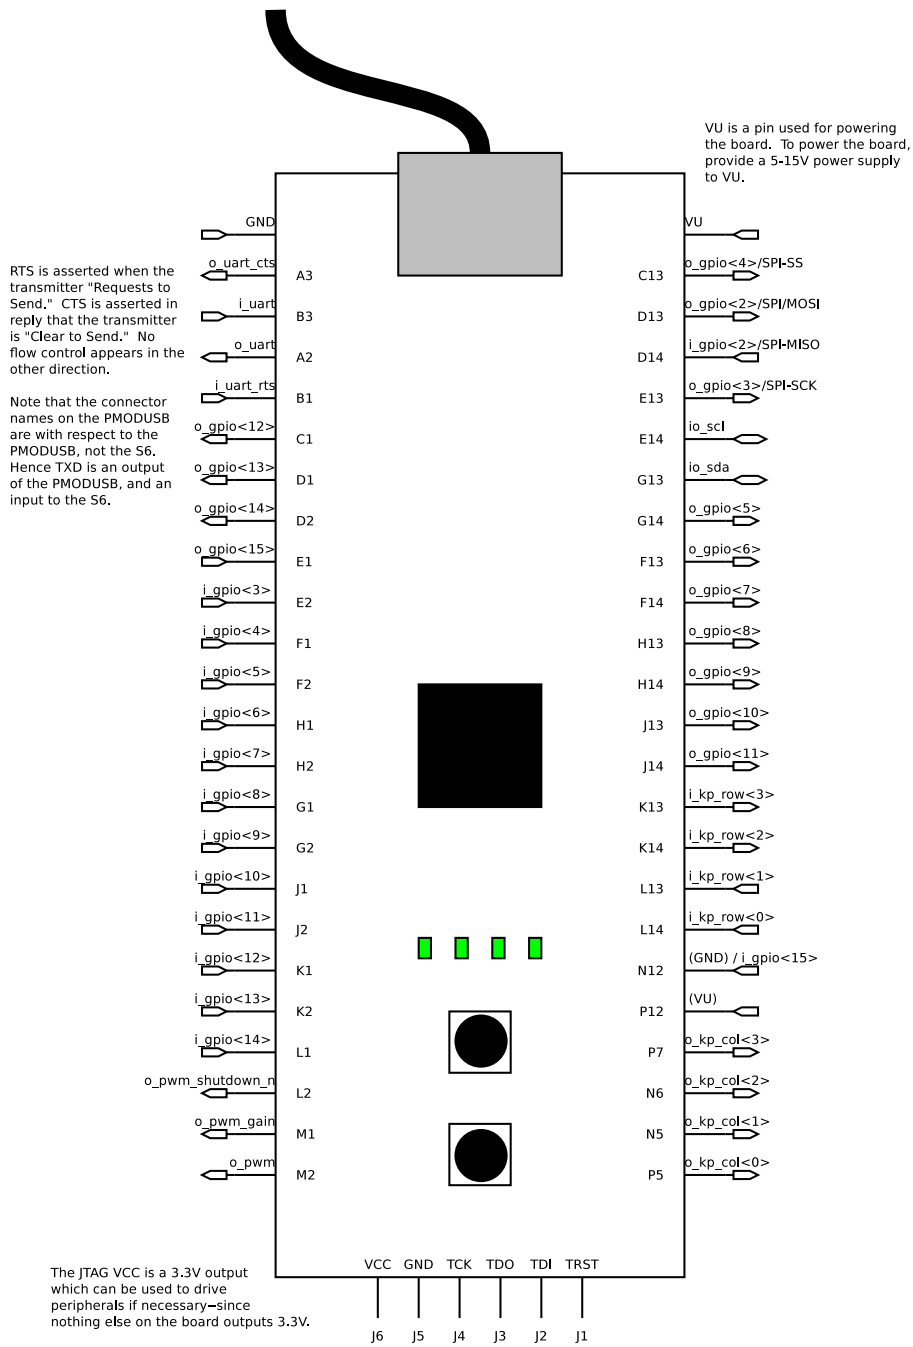 VU is a pin used for powering
the board.  To power the board,
provide a 5-15V power supply
to VU.
GND
VU
o_uart_cts
A3
C13
o_gpio<4>/SPI-SS
RTS is asserted when the
transmitter "Requests to
Send."  CTS is asserted in
reply that the transmitter
is "Clear to Send."  No
flow control appears in the
other direction.
i_uart
B3
D13
o_gpio<2>/SPI/MOSI
o_uart
A2
D14
i_gpio<2>/SPI-MISO
i_uart_rts
B1
E13
o_gpio<3>/SPI-SCK
Note that the connector
names on the PMODUSB
are with respect to the
PMODUSB, not the S6.
Hence TXD is an output
of the PMODUSB, and an
input to the S6.
o_gpio<12>
C1
E14
io_scl
o_gpio<13>
D1
G13
io_sda
o_gpio<14>
D2
G14
o_gpio<5>
o_gpio<15>
E1
F13
o_gpio<6>
i_gpio<3>
E2
F14
o_gpio<7>
i_gpio<4>
F1
H13
o_gpio<8>
i_gpio<5>
F2
H14
o_gpio<9>
i_gpio<6>
H1
J13
o_gpio<10>
i_gpio<7>
H2
J14
o_gpio<11>
i_gpio<8>
G1
K13
i_kp_row<3>
i_gpio<9>
G2
K14
i_kp_row<2>
i_gpio<10>
J1
L13
i_kp_row<1>
i_gpio<11>
J2
L14
i_kp_row<0>
i_gpio<12>
K1
N12
(GND) / i_gpio<15>
i_gpio<13>
K2
P12
(VU)
i_gpio<14>
L1
P7
o_kp_col<3>
o_pwm_shutdown_n
L2
N6
o_kp_col<2>
o_pwm_gain
M1
N5
o_kp_col<1>
o_pwm
M2
P5
o_kp_col<0>
The JTAG VCC is a 3.3V output
which can be used to drive
peripherals if necessary—since
nothing else on the board outputs 3.3V.
VCC GND TCK TDO TDI TRST
J6 J5 J4 J3 J2 J1